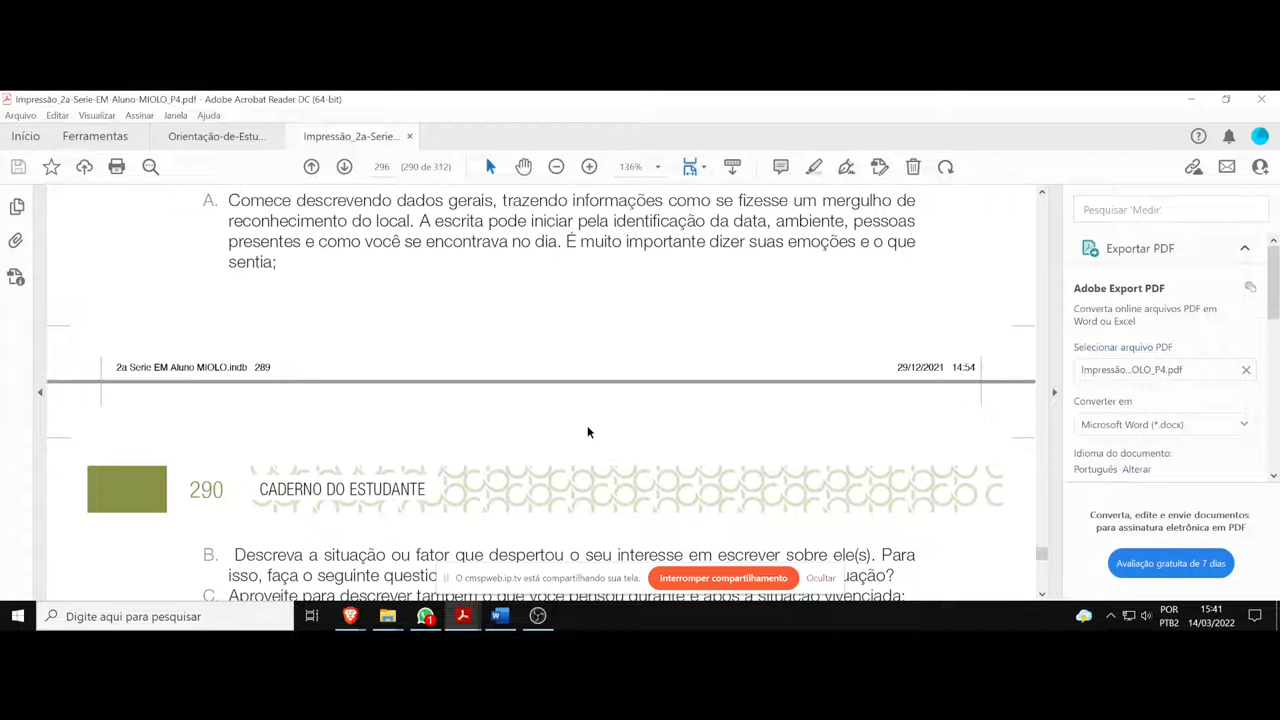 Impressão_2a-Serie-EM-Aluno-MIOLO_P4.pdf - Adobe Acrobat Reader DC (64-bit)
Arquivo Editar Visualizar Assinar Janela Ajuda
Início Ferramentas Orientação-de-Estu... Impressão_2a-Serie... ×
296 (290 de 312) 136%
A. Comece descrevendo dados gerais, trazendo informações como se fizesse um mergulho de
reconhecimento do local. A escrita pode iniciar pela identificação da data, ambiente, pessoas
presentes e como você se encontrava no dia. É muito importante dizer suas emoções e o que
sentia;
2a Serie EM Aluno MIOLO.indb 289 29/12/2021 14:54
290 CADERNO DO ESTUDANTE
B. Descreva a situação ou fator que despertou o seu interesse em escrever sobre ele(s). Para
isso, faça o seguinte questio
uação?
C. Aproveite para descrever também o que você pensou durante e após a situação vivenciada;
O cmspweb.ip.tv está compartilhando sua tela. Interromper compartilhamento Ocultar
Pesquisar 'Medir'
Exportar PDF
Adobe Export PDF
Converta online arquivos PDF em
Word ou Excel
Selecionar arquivo PDF
Impressão...OLO_P4.pdf
Converter em
Microsoft Word (*.docx)
Idioma do documento:
Português Alterar
Converta, edite e envie documentos
para assinatura eletrônica em PDF
Avaliação gratuita de 7 dias
Digite aqui para pesquisar
1
POR
PTB2
15:41
14/03/2022